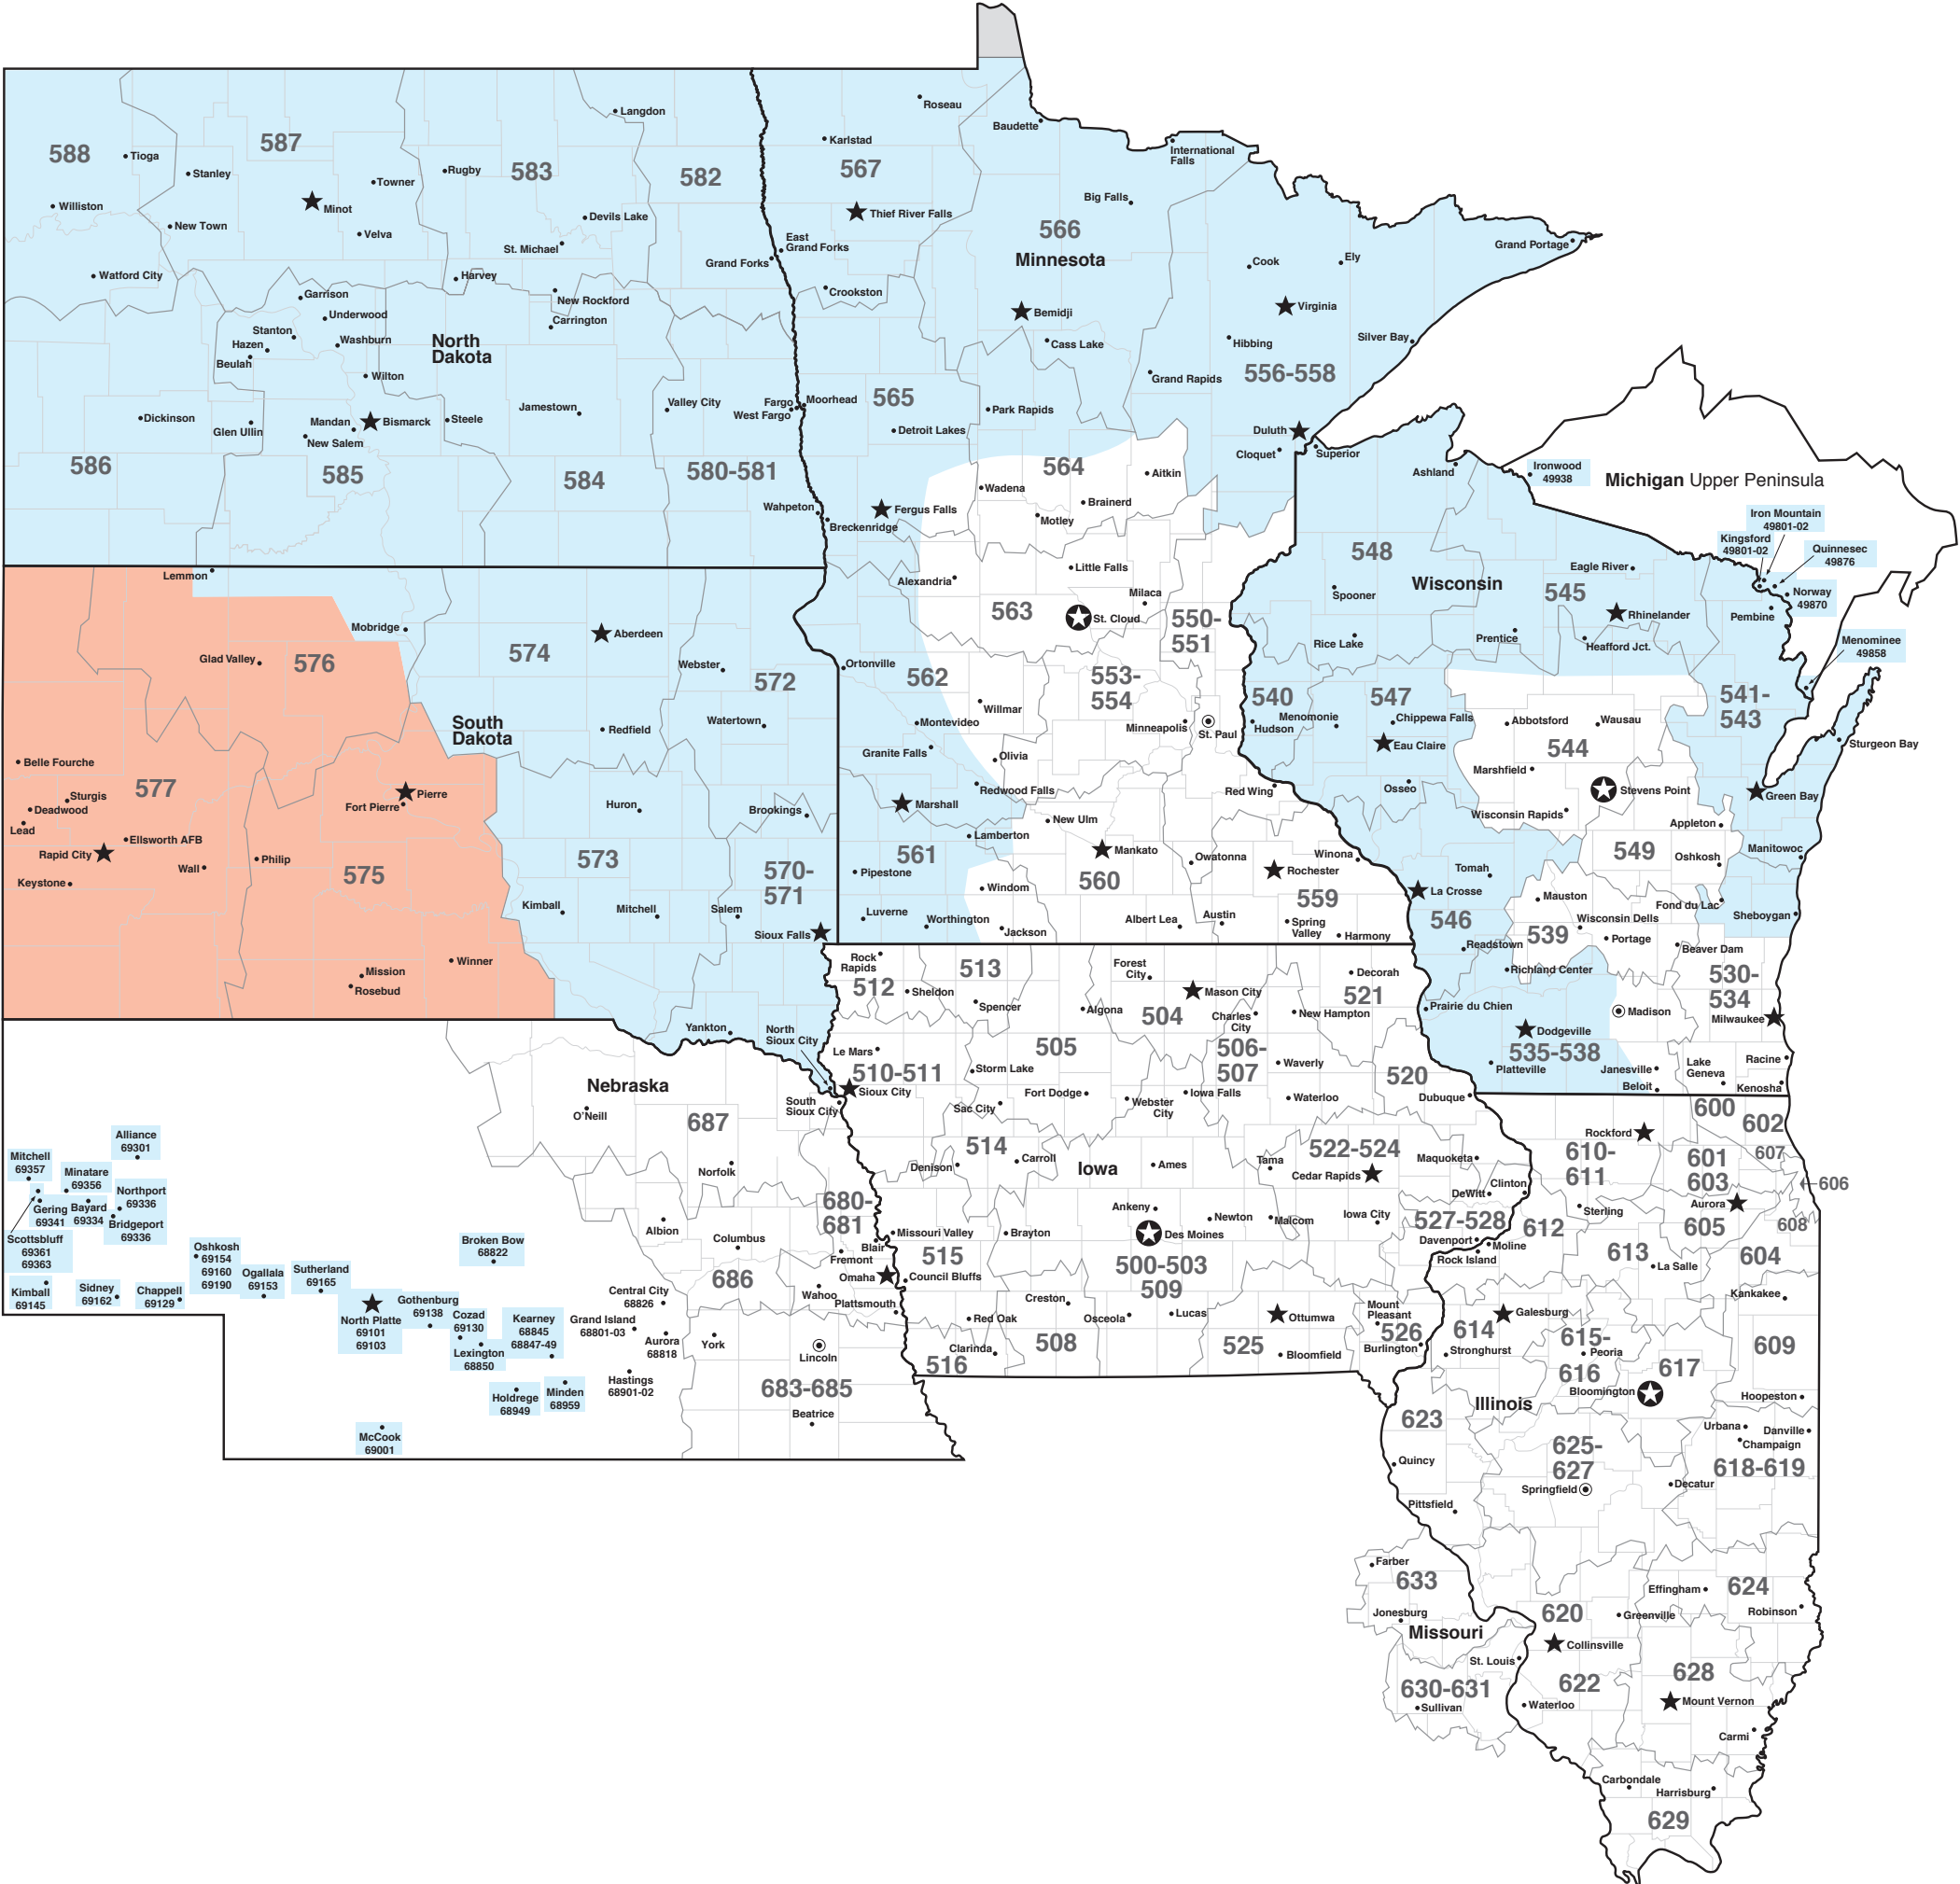 588
587
Langdon
Tioga
Stanley
Rugby
583
Towner
582
Williston
Minot
New Town
Velva
Devils Lake
St. Michael
Grand Forks
Watford City
Harvey
Garrison
New Rockford
Underwood
Carrington
Stanton
Washburn
Hazen
Beulah
North
Dakota
Wilton
Dickinson
Mandan
Bismarck
Steele
Jamestown
Valley City
Fargo
West Fargo
Glen Ullin
New Salem
586
585
584
580-581
Wahpeton
Roseau
Baudette
Karlstad
International
Falls
567
Big Falls
Thief River Falls
566
Minnesota
East
Grand Forks
Grand Portage
Cook
Ely
Crookston
Bemidji
Virginia
Cass Lake
Hibbing
Silver Bay
Grand Rapids
556-558
565
Moorhead
Park Rapids
Detroit Lakes
Duluth
Cloquet
Superior
564
Aitkin
Wadena
Brainerd
Fergus Falls
Motley
Breckenridge
Little Falls
Alexandria
Milaca
563
St. Cloud
550-
551
Ortonville
562
553-
554
Willmar
Montevideo
Minneapolis
St. Paul
Granite Falls
Olivia
Redwood Falls
Red Wing
Marshall
New Ulm
Lamberton
Mankato
561
Owatonna
Winona
Rochester
Pipestone
560
Windom
559
Luverne
Worthington
Albert Lea
Austin
Spring
Valley
Jackson
Harmony
Lemmon
Mobridge
Aberdeen
Glad Valley
576
574
Webster
572
South
Dakota
Watertown
Redfield
Belle Fourche
577
Sturgis
Deadwood
Lead
Pierre
Fort Pierre
Huron
Brookings
Ellsworth AFB
Rapid City
Wall
Philip
573
575
570-
571
Keystone
Kimball
Mitchell
Salem
Sioux Falls
Winner
Mission
Rosebud
Yankton
North
Sioux City
Ashland
Ironwood
49938
Michigan Upper Peninsula
Iron Mountain
49801-02
Kingsford
49801-02
Quinnesec
49876
548
Wisconsin
Eagle River
545
Spooner
Rhinelander
Norway
49870
Pembine
Rice Lake
Prentice
Heafford Jct.
Menominee
49858
540
547
541-
543
Hudson
Menomonie
Chippewa Falls
Abbotsford
Wausau
Eau Claire
544
Sturgeon Bay
Marshfield
Osseo
Stevens Point
Green Bay
Wisconsin Rapids
Appleton
549
Oshkosh
Manitowoc
Tomah
La Crosse
Mauston
Fond du Lac
546
Wisconsin Dells
Sheboygan
539
Portage
Readstown
Beaver Dam
Richland Center
530-
534
Prairie du Chien
Madison
Milwaukee
Dodgeville
535-538
Platteville
Janesville
Beloit
Lake
Geneva
Racine
Kenosha
Rock
Rapids
512
513
Forest
City
Decorah
Sheldon
Spencer
Mason City
521
Algona
504
Charles
City
New Hampton
Le Mars
505
506-
507
510-511
Storm Lake
Waverly
Sioux City
Fort Dodge
Webster
City
Iowa Falls
520
Sac City
Waterloo
Dubuque
514
522-524
Denison
Carroll
Iowa
Ames
Tama
Cedar Rapids
Maquoketa
DeWitt
Clinton
Ankeny
Newton
Malcom
Iowa City
527-528
Missouri Valley
Brayton
Des Moines
Davenport
515
500-503
509
Council Bluffs
Creston
Osceola
Lucas
Ottumwa
Mount
Pleasant
Red Oak
508
525
526
Burlington
Clarinda
Bloomfield
516
Nebraska
O'Neill
South
Sioux City
687
Norfolk
680-
681
Albion
Columbus
Blair
Fremont
686
Omaha
Wahoo
Plattsmouth
Central City
68826
Grand Island
68801-03
Aurora
68818
York
Lincoln
Hastings
68901-02
683-685
Beatrice
Alliance
69301
Mitchell
69357
Minatare
69356
Northport
69336
Gering
69341
Bayard
69334
Bridgeport
69336
Scottsbluff
69361
69363
Oshkosh
69154
69160
69190
Broken Bow
68822
Kimball
69145
Sidney
69162
Chappell
69129
Ogallala
69153
Sutherland
69165
North Platte
69101
69103
Gothenburg
69138
Cozad
69130
Kearney
68845
68847-49
Lexington
68850
Holdrege
68949
Minden
68959
McCook
69001
600
602
Rockford
610-
611
601
603
607
606
Aurora
Sterling
605
608
612
Moline
Rock Island
613
La Salle
604
Kankakee
Galesburg
614
615-
Peoria
616
609
Stronghurst
617
Bloomington
Hoopeston
Illinois
623
Urbana
Danville
Champaign
625-
627
618-619
Quincy
Springfield
Decatur
Pittsfield
Farber
633
Effingham
624
Jonesburg
620
Greenville
Robinson
Missouri
Collinsville
St. Louis
628
630-631
622
Sullivan
Waterloo
Mount Vernon
Carmi
Carbondale
Harrisburg
629